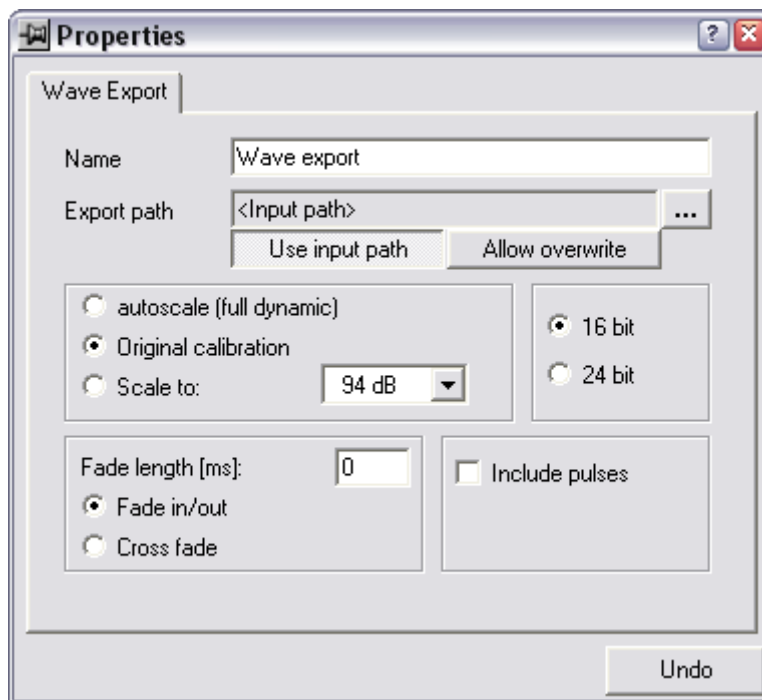 Properties
Wave Export
Name Wave export
Export path <Input path> ...
Use input path Allow overwrite
autoscale (full dynamic)
Original calibration
Scale to: 94 dB
16 bit
24 bit
Fade length [ms]: 0
Fade in/out
Cross fade
Include pulses
Undo